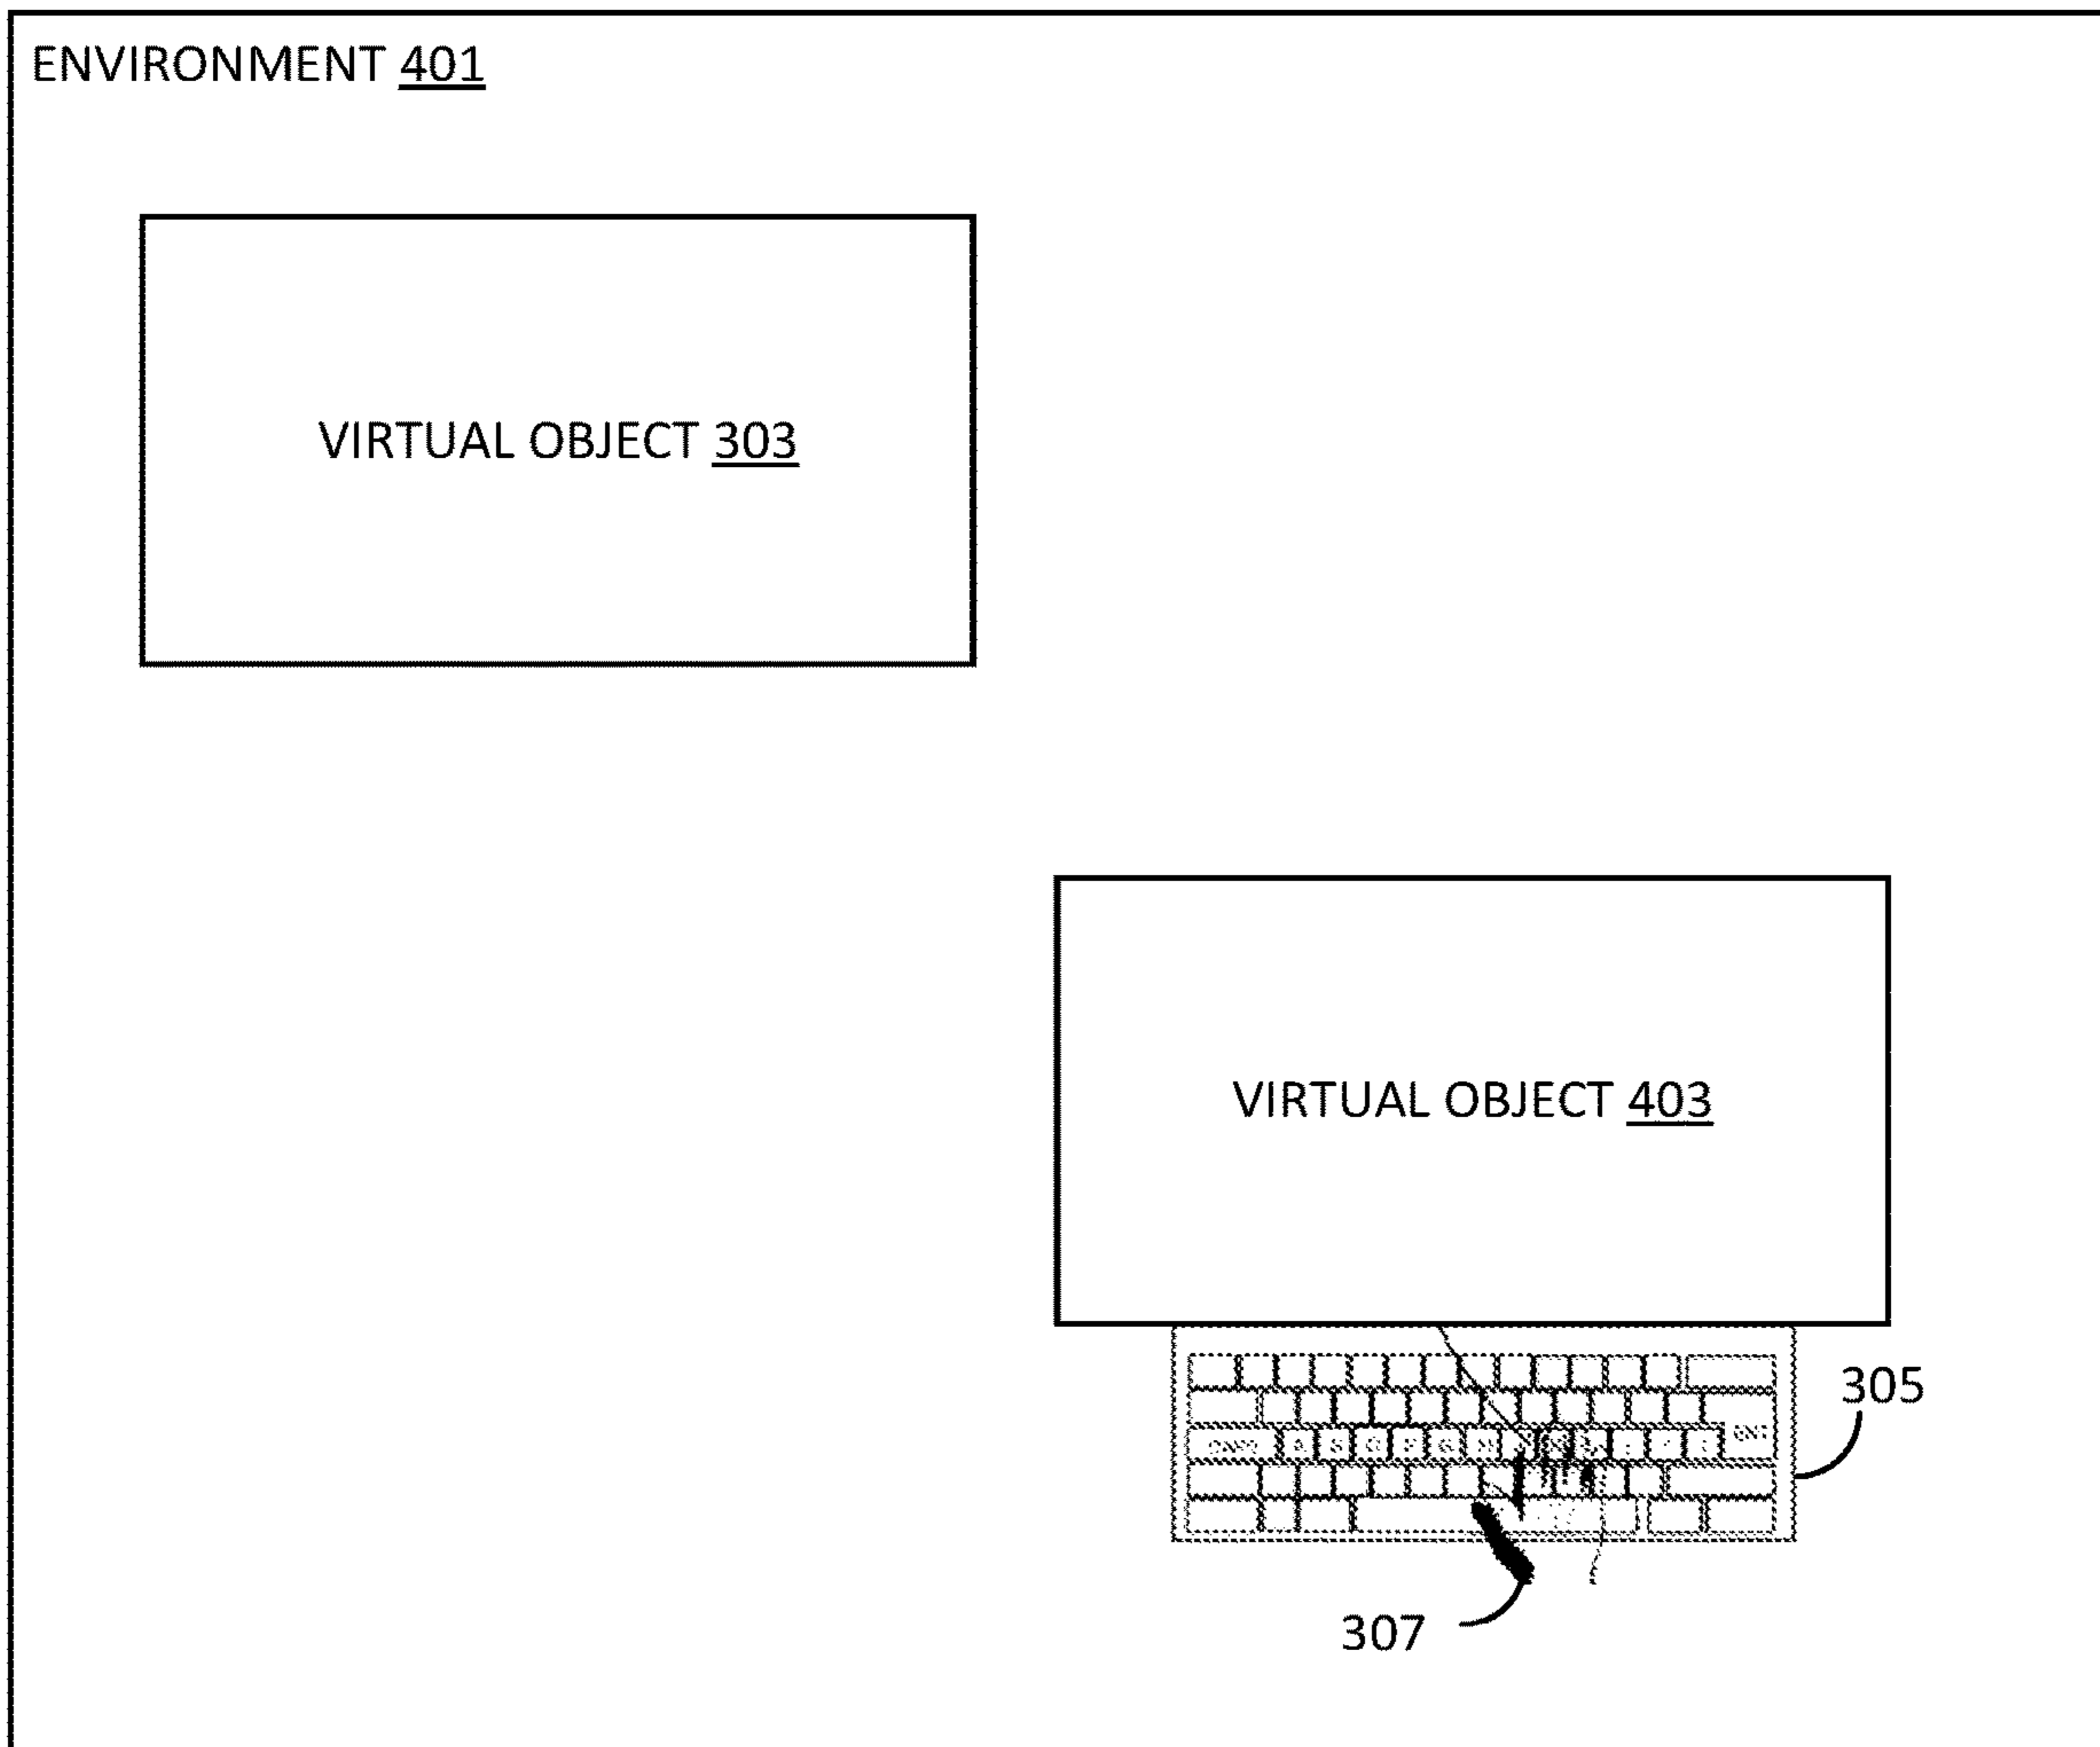 ENVIRONMENT 401
VIRTUAL OBJECT 303
VIRTUAL OBJECT 403
305
307